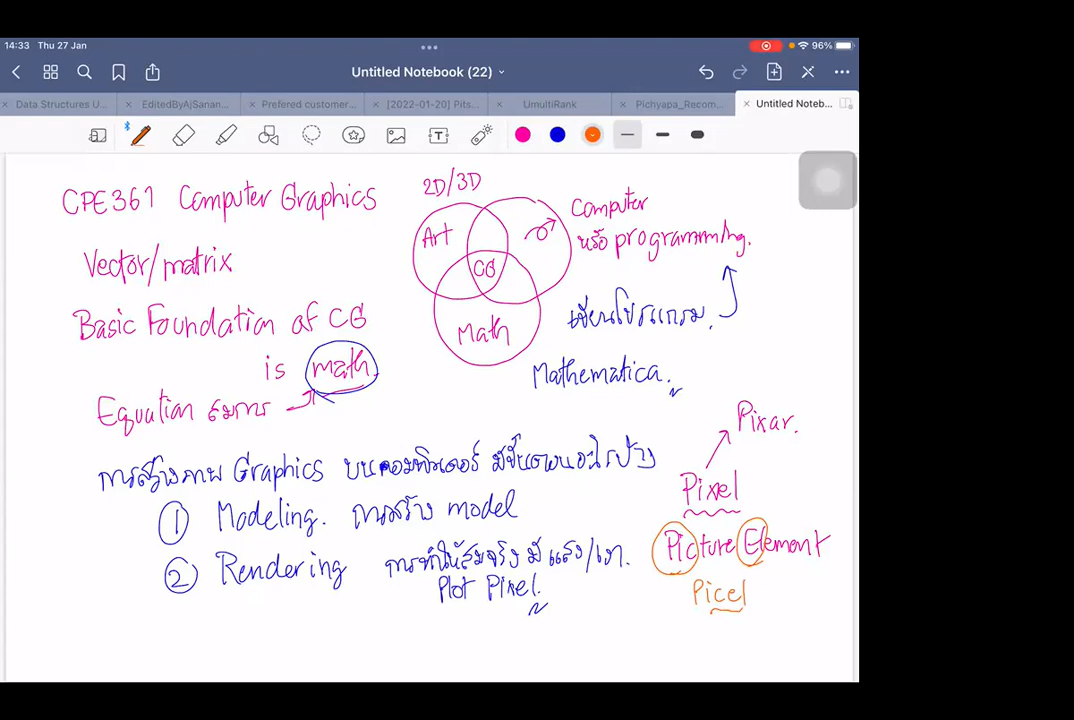 14:33 Thu 27 Jan
96%
Untitled Notebook (22)
Data Structures U...
EditedByAjSanan...
Prefered customer...
[2022-01-20] Pits...
UmultiRank
Pichyapa_Recom...
Untitled Noteb...
CPE361 Computer Graphics
2D/3D
Art
CG
Math
Computer
หรือ programming.
Vector/matrix
เขียนโปรแกรม.
Basic Foundation of CG
is math
Mathematica.
Equation สมการ
Pixar.
การสร้างภาพ Graphics บนคอมพิวเตอร์ มีขั้นตอนอะไรบ้าง
Pixel
1 Modeling. การสร้าง model
Picture Element
2 Rendering การทำให้สมจริง มี แสง/เงา.
Plot Pixel.
Picel